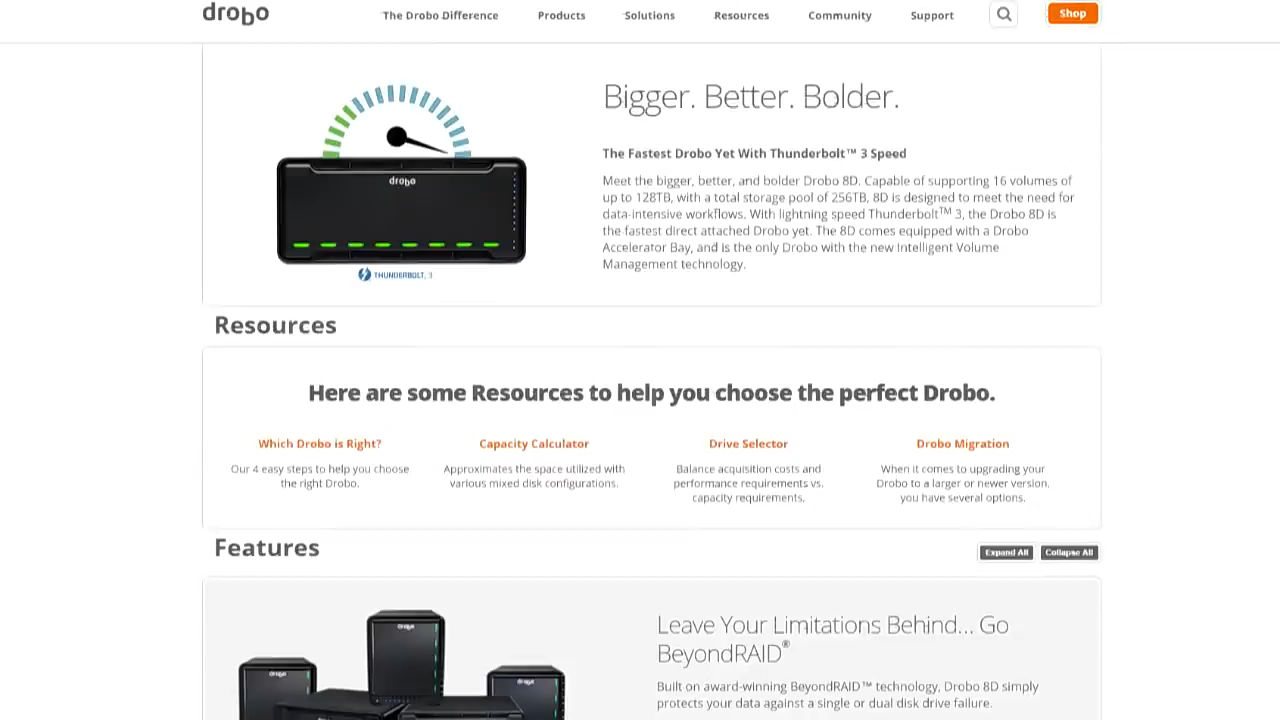 drobo
The Drobo Difference
Products
Solutions
Resources
Community
Support
Shop
Bigger. Better. Bolder.
The Fastest Drobo Yet With Thunderbolt™ 3 Speed
drobo
Meet the bigger, better, and bolder Drobo 8D. Capable of supporting 16 volumes of
up to 128TB, with a total storage pool of 256TB, 8D is designed to meet the need for
data-intensive workflows. With lightning speed Thunderbolt™ 3, the Drobo 8D is
the fastest direct attached Drobo yet. The 8D comes equipped with a Drobo
Accelerator Bay, and is the only Drobo with the new Intelligent Volume
Management technology.
THUNDERBOLT. 3
Resources
Here are some Resources to help you choose the perfect Drobo.
Which Drobo is Right?
Our 4 easy steps to help you choose
the right Drobo.
Capacity Calculator
Approximates the space utilized with
various mixed disk configurations.
Drive Selector
Balance acquisition costs and
performance requirements vs.
capacity requirements.
Drobo Migration
When it comes to upgrading your
Drobo to a larger or newer version,
you have several options.
Features
Expand All
Collapse All
drobo
drobo
drobo
Leave Your Limitations Behind... Go
BeyondRAID®
Built on award-winning BeyondRAID™ technology, Drobo 8D simply
protects your data against a single or dual disk drive failure.